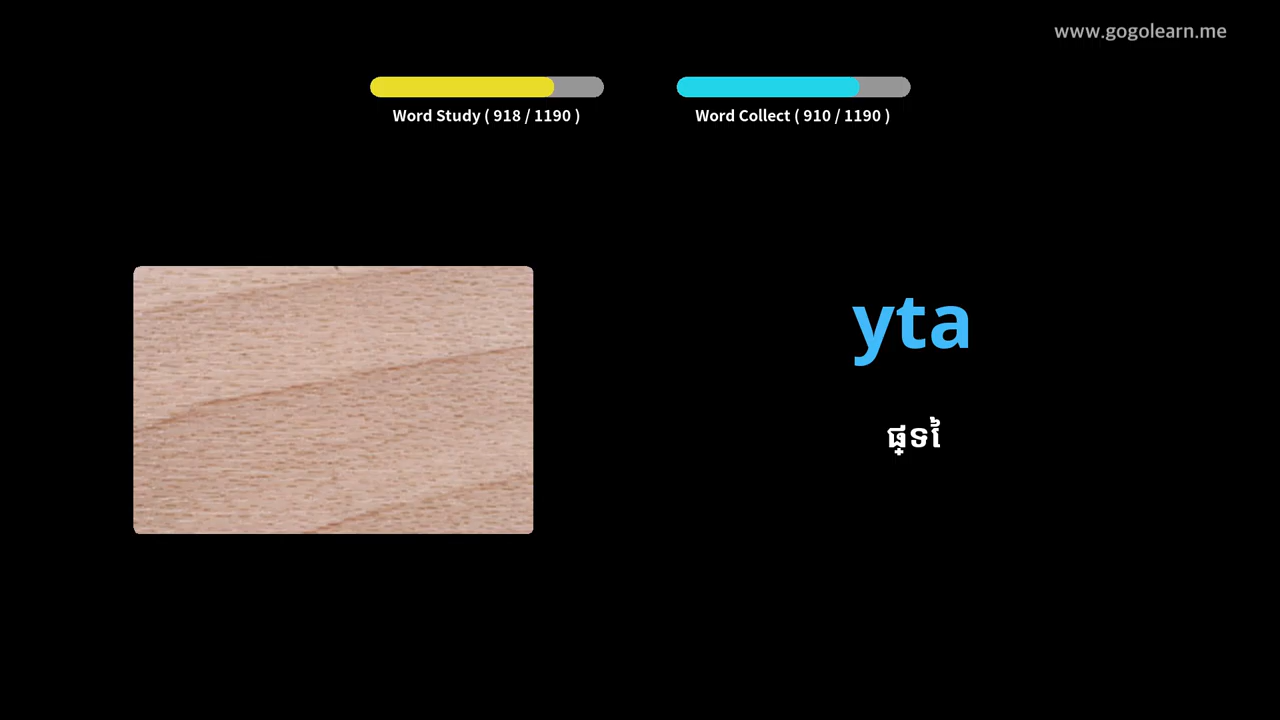 www.gogolearn.me
Word Study ( 918 / 1190 )
Word Collect ( 910 / 1190 )
yta
ផ្ទៃ